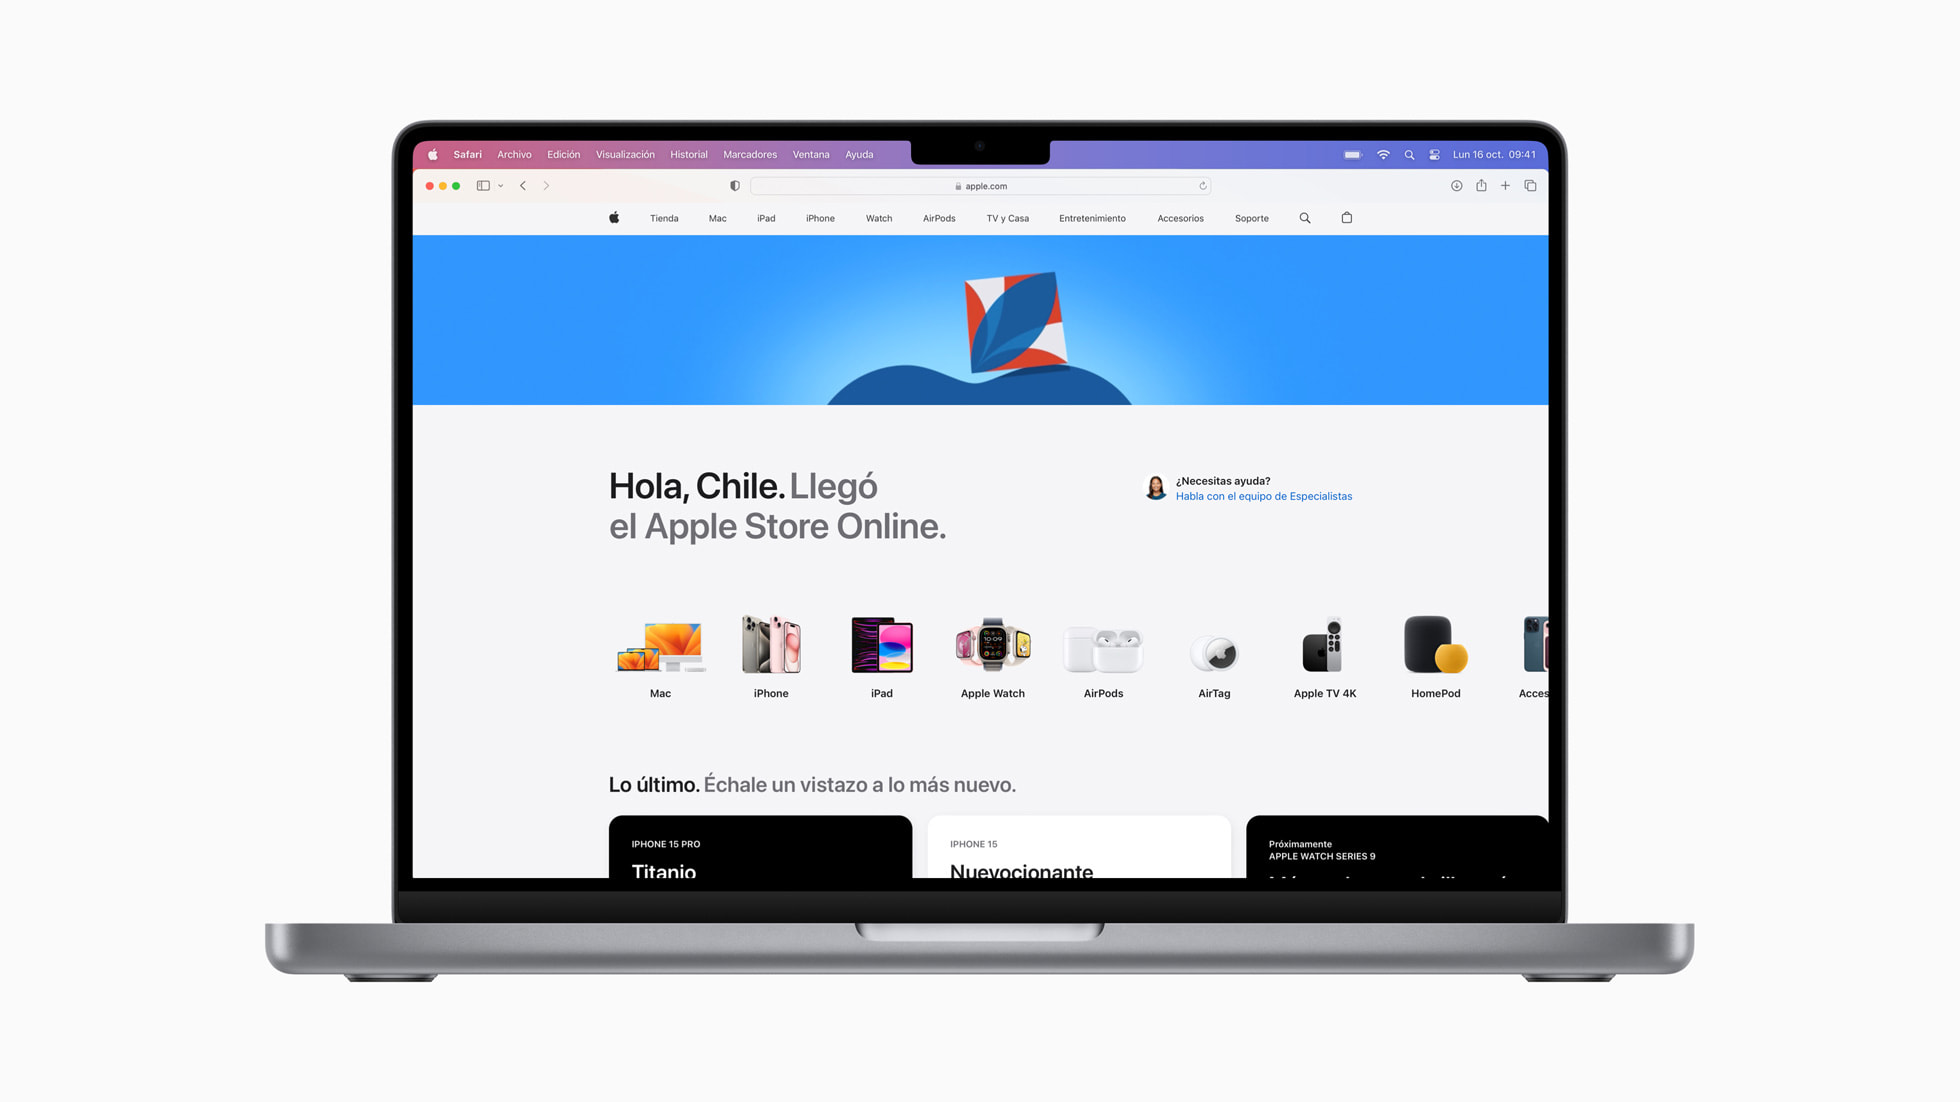 Safari Archivo Edición Visualización Historial Marcadores Ventana Ayuda Lun 16 oct. 09:41
apple.com
Tienda Mac iPad iPhone Watch AirPods TV y Casa Entretenimiento Accesorios Soporte
Hola, Chile. Llegó
el Apple Store Online.
¿Necesitas ayuda?
Habla con el equipo de Especialistas
Mac iPhone iPad Apple Watch AirPods AirTag Apple TV 4K HomePod Acces
Lo último. Échale un vistazo a lo más nuevo.
IPHONE 15 PRO
Titanio
IPHONE 15
Nuevocionante
Próximamente
APPLE WATCH SERIES 9